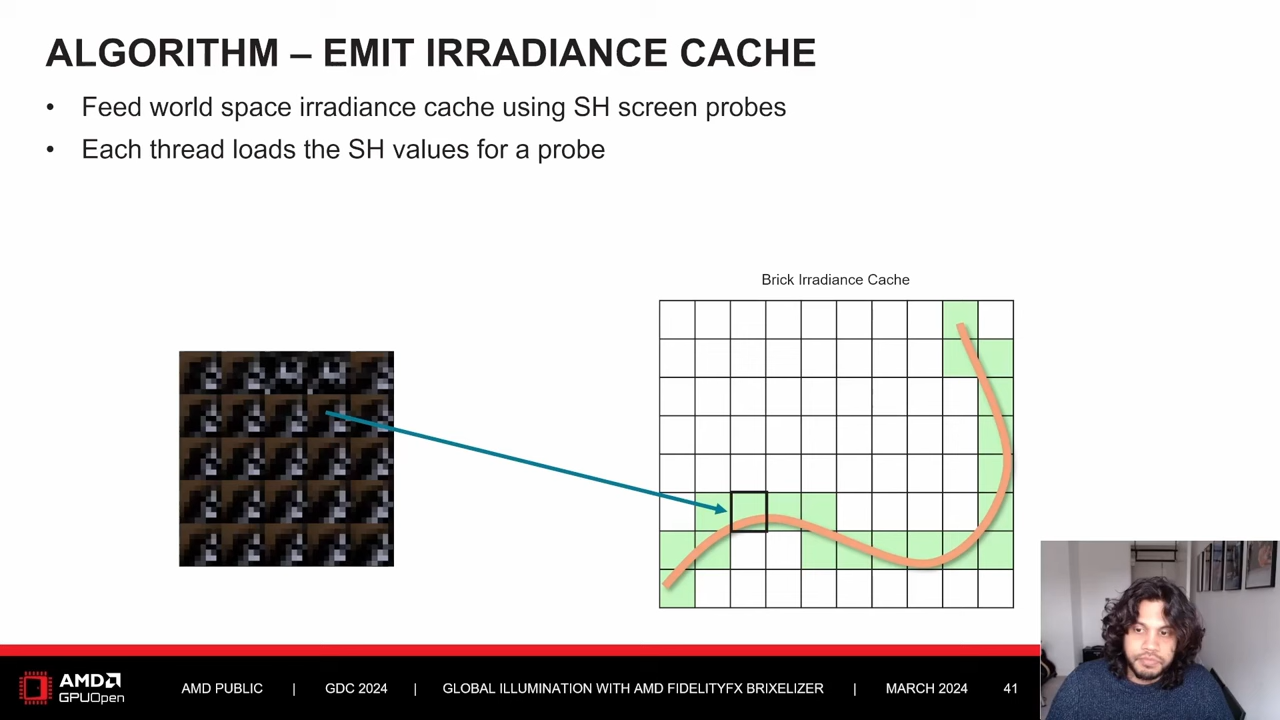 ALGORITHM – EMIT IRRADIANCE CACHE
• Feed world space irradiance cache using SH screen probes
• Each thread loads the SH values for a probe
Brick Irradiance Cache
AMD
GPUOpen
AMD PUBLIC | GDC 2024 | GLOBAL ILLUMINATION WITH AMD FIDELITYFX BRIXELIZER | MARCH 2024 41